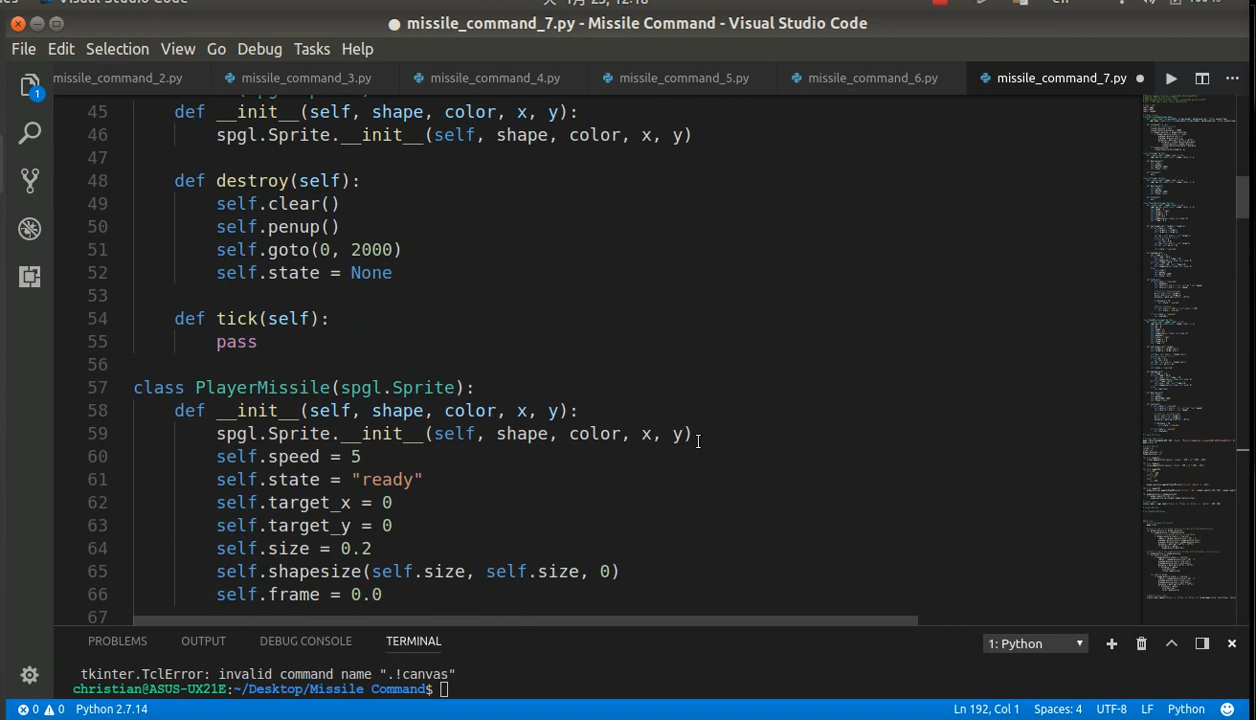 missile_command_7.py - Missile Command - Visual Studio Code
File Edit Selection View Go Debug Tasks Help
missile_command_2.py missile_command_3.py missile_command_4.py missile_command_5.py missile_command_6.py missile_command_7.py
45 def __init__(self, shape, color, x, y):
46 spgl.Sprite.__init__(self, shape, color, x, y)
47
48 def destroy(self):
49 self.clear()
50 self.penup()
51 self.goto(0, 2000)
52 self.state = None
53
54 def tick(self):
55 pass
56
57 class PlayerMissile(spgl.Sprite):
58 def __init__(self, shape, color, x, y):
59 spgl.Sprite.__init__(self, shape, color, x, y)
60 self.speed = 5
61 self.state = "ready"
62 self.target_x = 0
63 self.target_y = 0
64 self.size = 0.2
65 self.shapesize(self.size, self.size, 0)
66 self.frame = 0.0
67
1
PROBLEMS OUTPUT DEBUG CONSOLE TERMINAL 1: Python
tkinter.TclError: invalid command name ".!canvas"
christian@ASUS-UX21E:~/Desktop/Missile Command$
0 0 Python 2.7.14 Ln 192, Col 1 Spaces: 4 UTF-8 LF Python